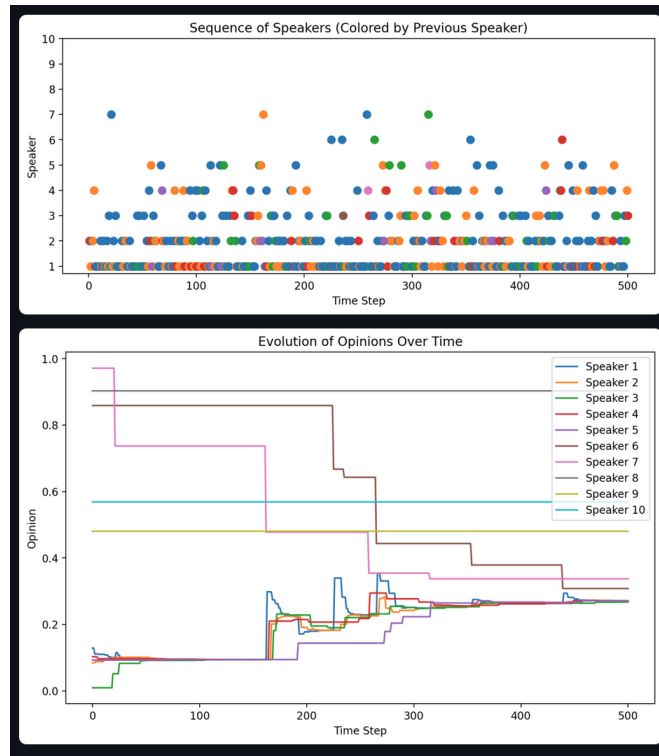 Sequence of Speakers (Colored by Previous Speaker)
10
9
8
7
6
5
4
3
2
1
Speaker
0
100
200
300
400
500
Time Step
Evolution of Opinions Over Time
1.0
0.8
0.6
0.4
0.2
0.0
Opinion
Speaker 1
Speaker 2
Speaker 3
Speaker 4
Speaker 5
Speaker 6
Speaker 7
Speaker 8
Speaker 9
Speaker 10
0
100
200
300
400
500
Time Step